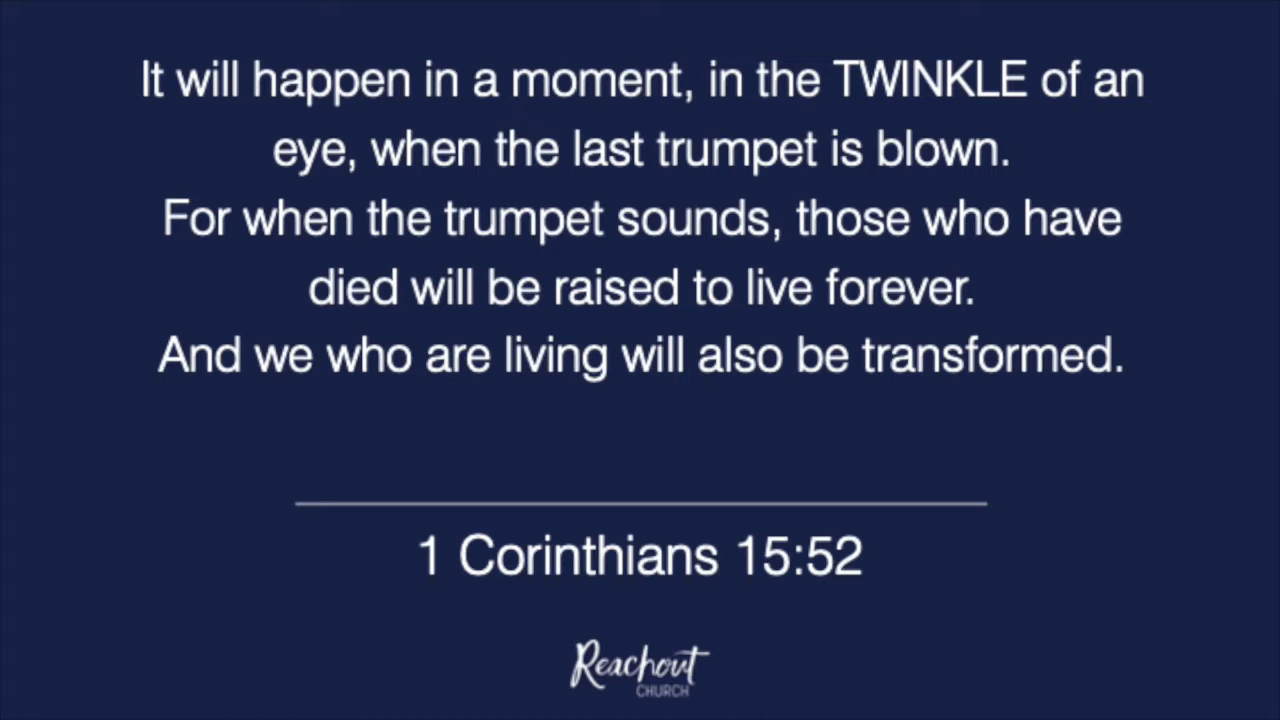 It will happen in a moment, in the TWINKLE of an
eye, when the last trumpet is blown.
For when the trumpet sounds, those who have
died will be raised to live forever.
And we who are living will also be transformed.
1 Corinthians 15:52
Reachout
CHURCH